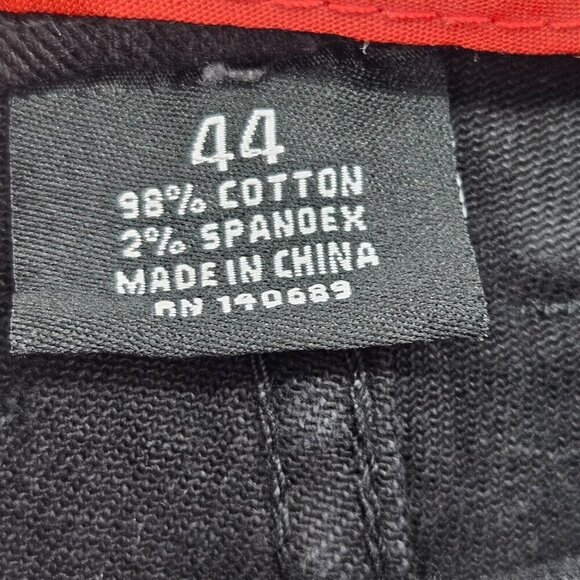 44
98% COTTON
2% SPANDEX
MADE IN CHINA
RN 140689